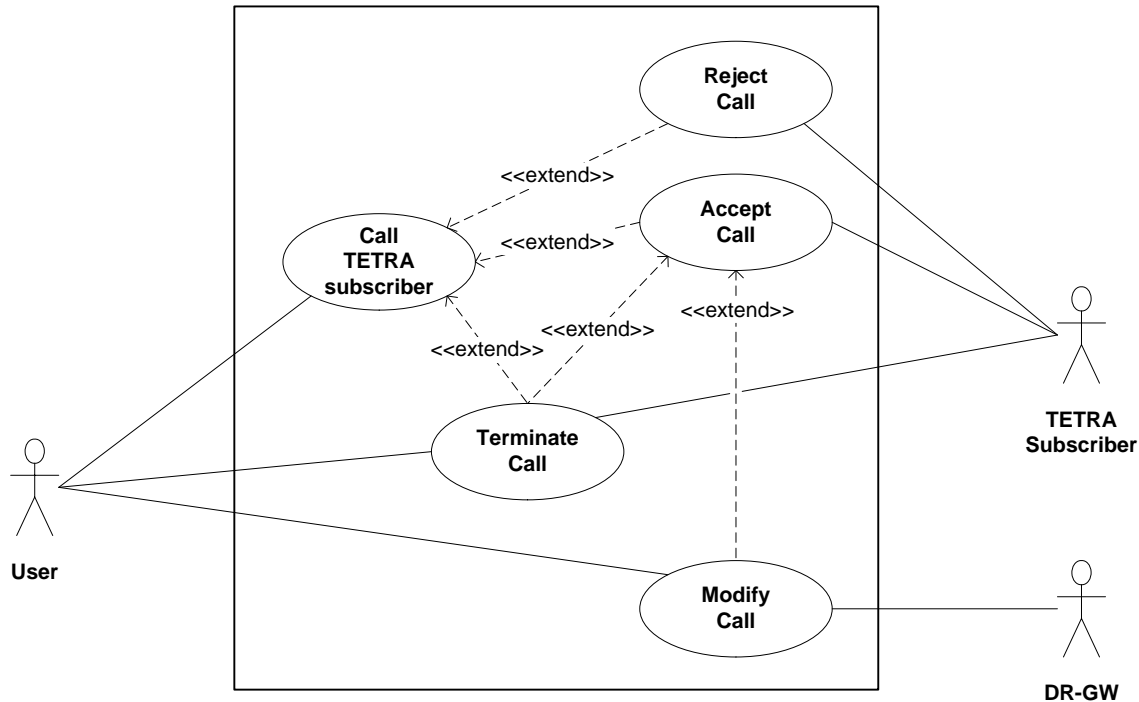 Reject
Call
<<extend>>
Accept
Call
Call
TETRA
subscriber
<<extend>>
<<extend>>
<<extend>>
<<extend>>
TETRA
Subscriber
Terminate
Call
User
Modify
Call
DR-GW